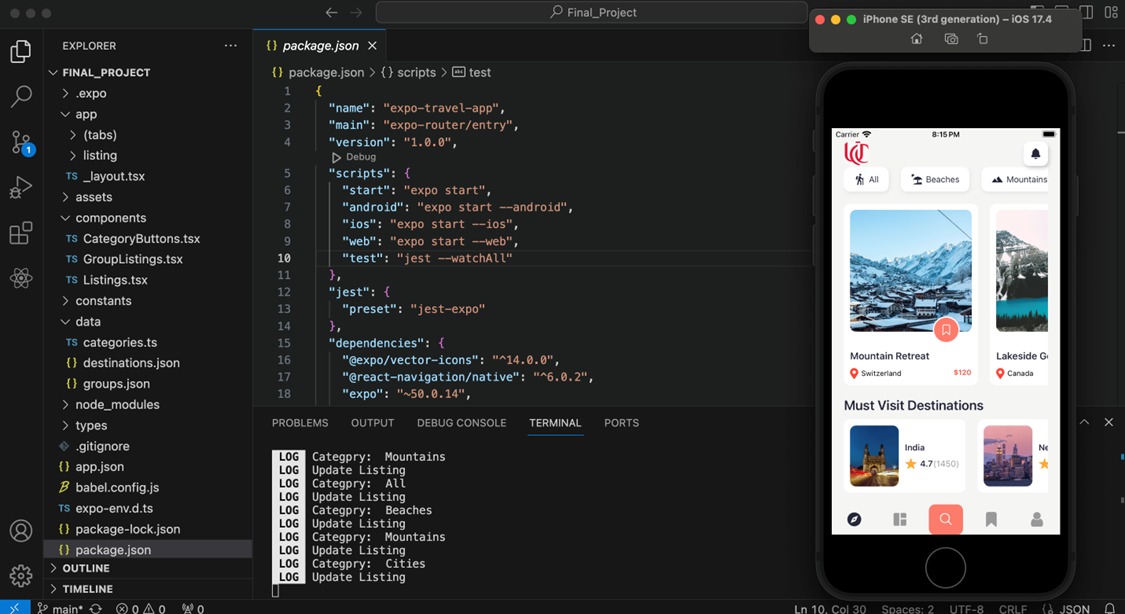 Final_Project
EXPLORER
FINAL_PROJECT
.expo
app
(tabs)
listing
TS _layout.tsx
assets
components
TS CategoryButtons.tsx
TS GroupListings.tsx
TS Listings.tsx
constants
data
TS categories.ts
{} destinations.json
{} groups.json
node_modules
types
.gitignore
{} app.json
babel.config.js
TS expo-env.d.ts
{} package-lock.json
{} package.json
OUTLINE
TIMELINE
1
{} package.json
{} package.json > {} scripts > abc test
1 {
2 "name": "expo-travel-app",
3 "main": "expo-router/entry",
4 "version": "1.0.0",
Debug
5 "scripts": {
6 "start": "expo start",
7 "android": "expo start --android",
8 "ios": "expo start --ios",
9 "web": "expo start --web",
10 "test": "jest --watchAll"
11 },
12 "jest": {
13 "preset": "jest-expo"
14 },
15 "dependencies": {
16 "@expo/vector-icons": "^14.0.0",
17 "@react-navigation/native": "^6.0.2",
18 "expo": "~50.0.14",
PROBLEMS OUTPUT DEBUG CONSOLE TERMINAL PORTS
LOG Categpry: Mountains
LOG Update Listing
LOG Categpry: All
LOG Update Listing
LOG Categpry: Beaches
LOG Update Listing
LOG Categpry: Mountains
LOG Update Listing
LOG Categpry: Cities
LOG Update Listing
iPhone SE (3rd generation) – iOS 17.4
Carrier 8:15 PM
UCC
All Beaches Mountains
Mountain Retreat Lakeside G
Switzerland $120 Canada
Must Visit Destinations
India Ne
4.7 (1450)
main* 0 0 0 Ln 10, Col 30 Spaces: 2 UTF-8 CRLF {} JSON